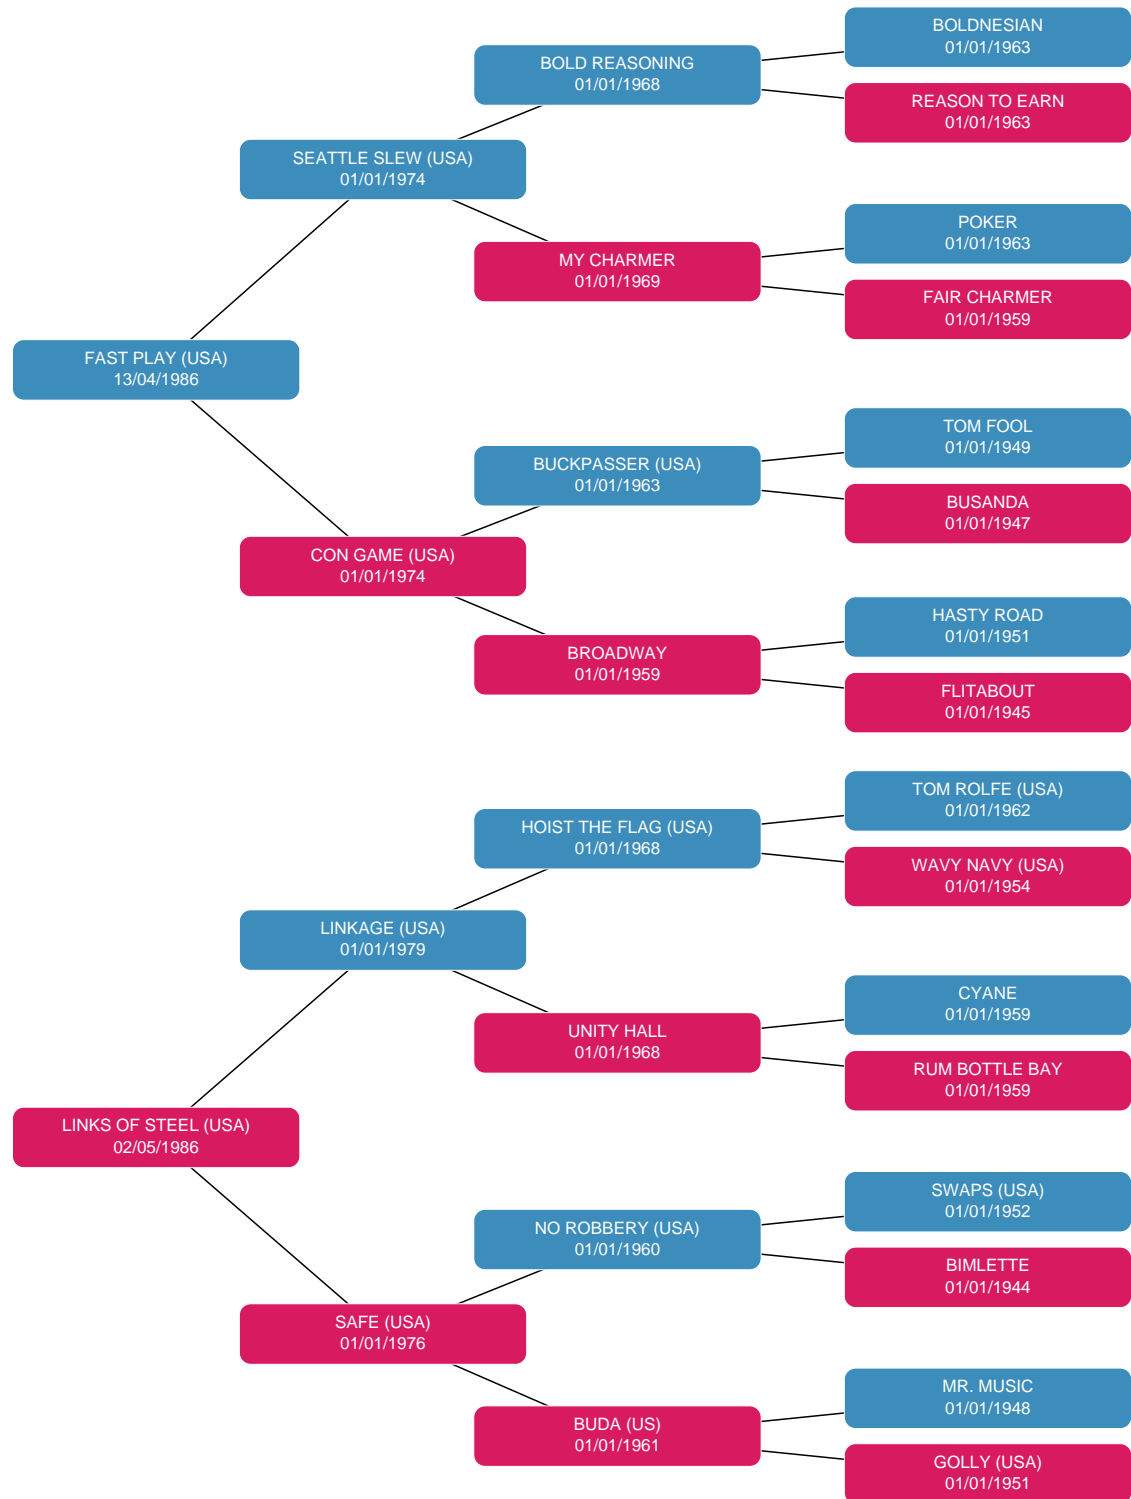 BOLDNESIAN
01/01/1963
BOLD REASONING
01/01/1968
REASON TO EARN
01/01/1963
SEATTLE SLEW (USA)
01/01/1974
POKER
01/01/1963
MY CHARMER
01/01/1969
FAIR CHARMER
01/01/1959
FAST PLAY (USA)
13/04/1986
TOM FOOL
01/01/1949
BUCKPASSER (USA)
01/01/1963
BUSANDA
01/01/1947
CON GAME (USA)
01/01/1974
HASTY ROAD
01/01/1951
BROADWAY
01/01/1959
FLITABOUT
01/01/1945
TOM ROLFE (USA)
01/01/1962
HOIST THE FLAG (USA)
01/01/1968
WAVY NAVY (USA)
01/01/1954
LINKAGE (USA)
01/01/1979
CYANE
01/01/1959
UNITY HALL
01/01/1968
RUM BOTTLE BAY
01/01/1959
LINKS OF STEEL (USA)
02/05/1986
SWAPS (USA)
01/01/1952
NO ROBBERY (USA)
01/01/1960
BIMLETTE
01/01/1944
SAFE (USA)
01/01/1976
MR. MUSIC
01/01/1948
BUDA (US)
01/01/1961
GOLLY (USA)
01/01/1951